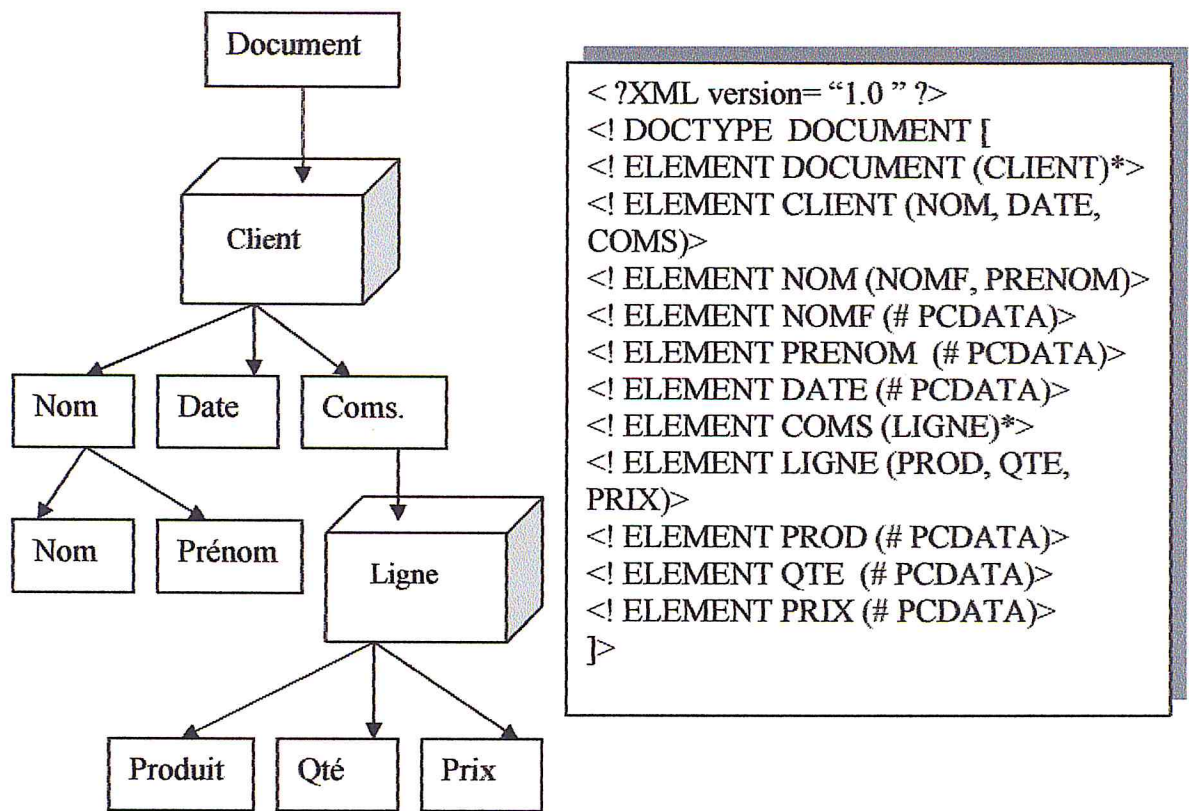 Document
Client
Nom
Date
Coms.
Nom
Prénom
Ligne
Produit
Qté
Prix
< ?XML version= “1.0 ” ?>
<! DOCTYPE  DOCUMENT [
<! ELEMENT DOCUMENT (CLIENT)*>
<! ELEMENT CLIENT (NOM, DATE,
COMS)>
<! ELEMENT NOM (NOMF, PRENOM)>
<! ELEMENT NOMF (# PCDATA)>
<! ELEMENT PRENOM  (# PCDATA)>
<! ELEMENT DATE (# PCDATA)>
<! ELEMENT COMS (LIGNE)*>
<! ELEMENT LIGNE (PROD, QTE,
PRIX)>
<! ELEMENT PROD (# PCDATA)>
<! ELEMENT QTE  (# PCDATA)>
<! ELEMENT PRIX (# PCDATA)>
]>